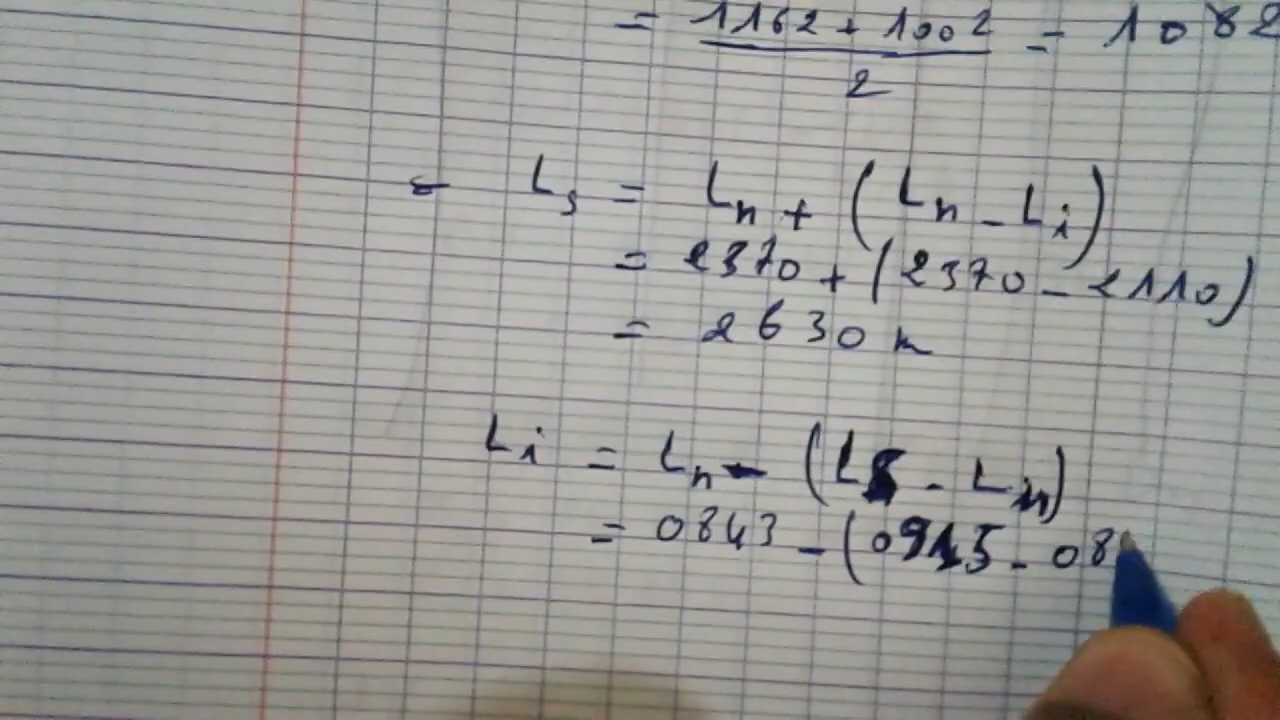 = 1162 + 1002 / 2 = 1082
- Ls = Ln + (Ln - Li)
= 2370 + (2370 - 2110)
= 2630 m
Li = Ln - (Ls - Ln)
= 0843 - (0915 - 08